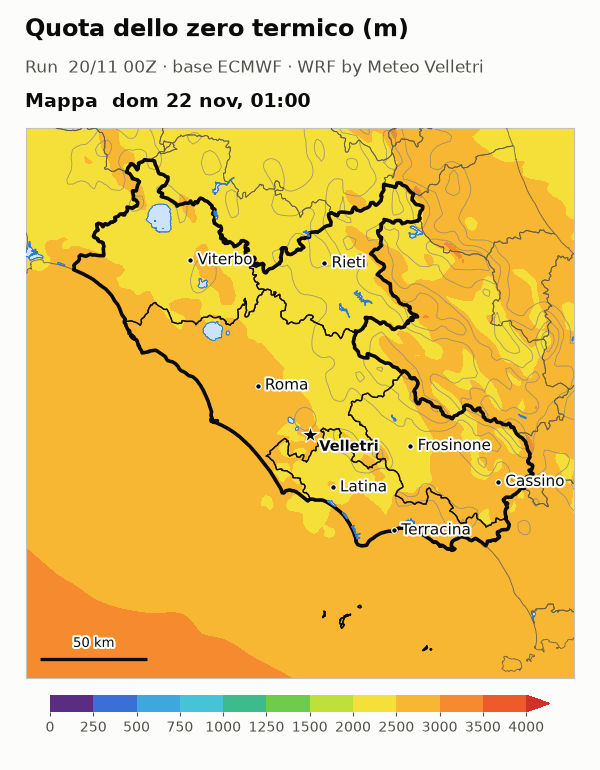 Quota dello zero termico (m)
Run  20/11 00Z · base ECMWF · WRF by Meteo Velletri
Mappa  dom 22 nov, 01:00
Viterbo
Rieti
Roma
Velletri
Frosinone
Latina
Cassino
Terracina
50 km
0 250 500 750 1000 1250 1500 2000 2500 3000 3500 4000